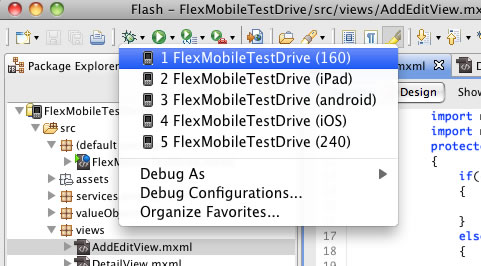 Flash – FlexMobileTestDrive/src/views/AddEditView.mx
Package Explorer
FlexMobileTes
src
(default
Flex
assets
services
valueOb
views
AddEditView.mxml
DetailView.mxml
1 FlexMobileTestDrive (160)
2 FlexMobileTestDrive (iPad)
3 FlexMobileTestDrive (android)
4 FlexMobileTestDrive (iOS)
5 FlexMobileTestDrive (240)
Debug As
Debug Configurations...
Organize Favorites...
mxml
Design
Show
import m
import m
protecte
{
if(
{
}
17 else
18 {